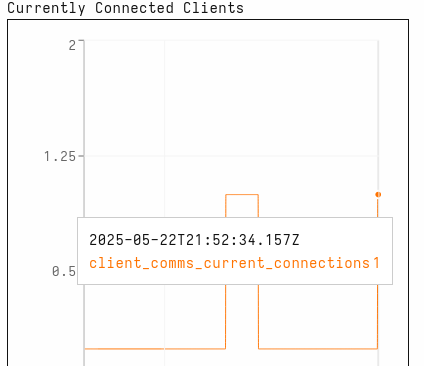 Currently Connected Clients
2
1.25
2025-05-22T21:52:34.157Z
client_comms_current_connections1
0.5